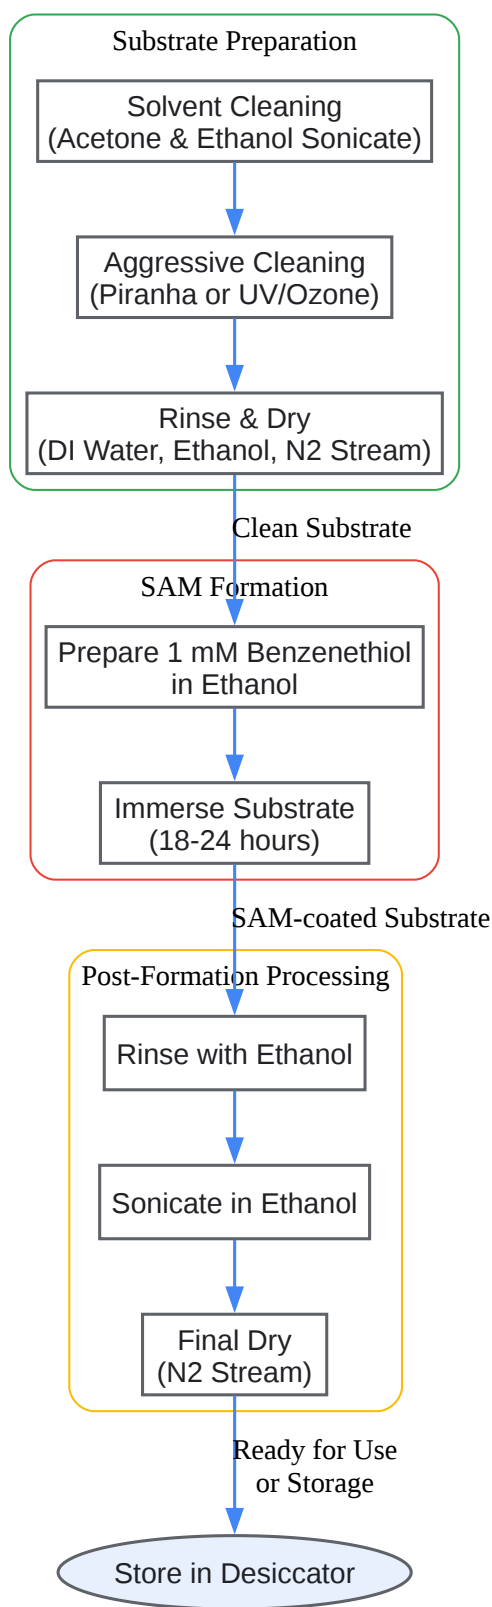 Substrate Preparation
Solvent Cleaning
(Acetone & Ethanol Sonicate)
Aggressive Cleaning
(Piranha or UV/Ozone)
Rinse & Dry
(DI Water, Ethanol, N2 Stream)
Clean Substrate
SAM Formation
Prepare 1 mM Benzenethiol
in Ethanol
Immerse Substrate
(18-24 hours)
SAM-coated Substrate
Post-Formation Processing
Rinse with Ethanol
Sonicate in Ethanol
Final Dry
(N2 Stream)
Ready for Use
or Storage
Store in Desiccator